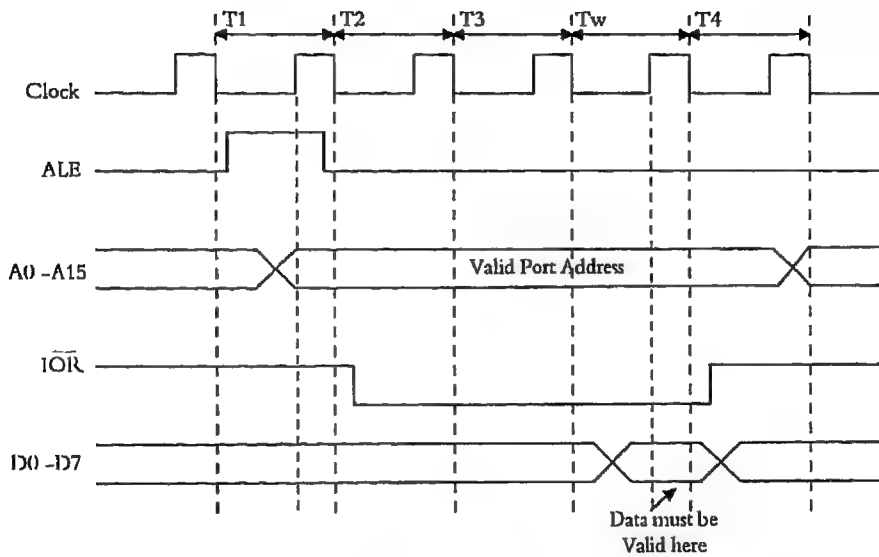 T1 T2 T3 Tw T4
Clock
ALE
A0 -A15 Valid Port Address
IOR
D0 -D7
Data must be
Valid here